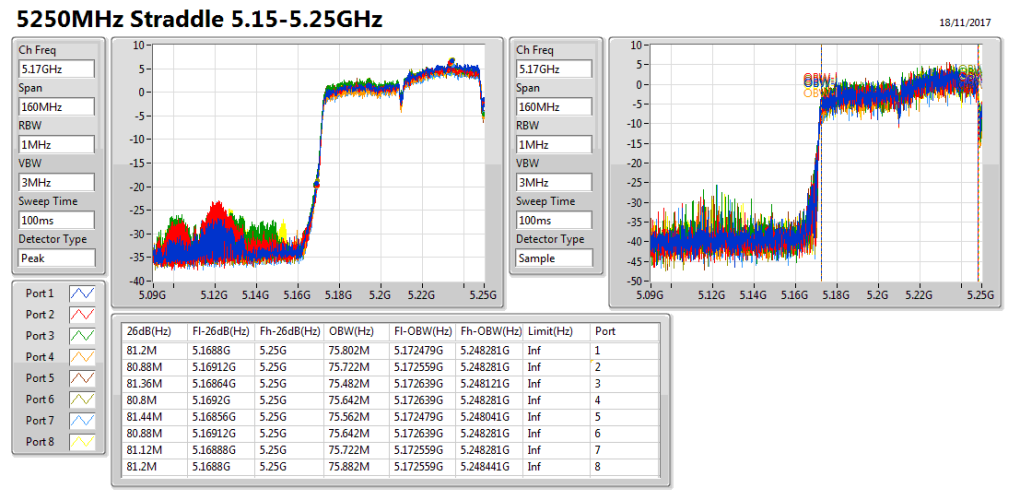 5250MHz Straddle 5.15-5.25GHz
18/11/2017
Ch Freq
5.17GHz
Span
160MHz
RBW
1MHz
VBW
3MHz
Sweep Time
100ms
Detector Type
Peak
10
5
0
-5
-10
-15
-20
-25
-30
-35
-40
5.09G 5.12G 5.14G 5.16G 5.18G 5.2G 5.22G 5.25G
Ch Freq
5.17GHz
Span
160MHz
RBW
1MHz
VBW
3MHz
Sweep Time
100ms
Detector Type
Sample
10
5
0
-5
-10
-15
-20
-25
-30
-35
-40
-45
-50
OBW
OBW
5.09G 5.12G 5.14G 5.16G 5.18G 5.2G 5.22G 5.25G
Port 1
Port 2
Port 3
Port 4
Port 5
Port 6
Port 7
Port 8
26dB(Hz) Fl-26dB(Hz) Fh-26dB(Hz) OBW(Hz) Fl-OBW(Hz) Fh-OBW(Hz) Limit(Hz) Port
81.2M 5.1688G 5.25G 75.802M 5.172479G 5.248281G Inf 1
80.88M 5.16912G 5.25G 75.722M 5.172559G 5.248281G Inf 2
81.36M 5.16864G 5.25G 75.482M 5.172639G 5.248121G Inf 3
80.8M 5.1692G 5.25G 75.642M 5.172639G 5.248281G Inf 4
81.44M 5.16856G 5.25G 75.562M 5.172479G 5.248041G Inf 5
80.88M 5.16912G 5.25G 75.642M 5.172639G 5.248281G Inf 6
81.12M 5.16888G 5.25G 75.722M 5.172559G 5.248281G Inf 7
81.2M 5.1688G 5.25G 75.882M 5.172559G 5.248441G Inf 8